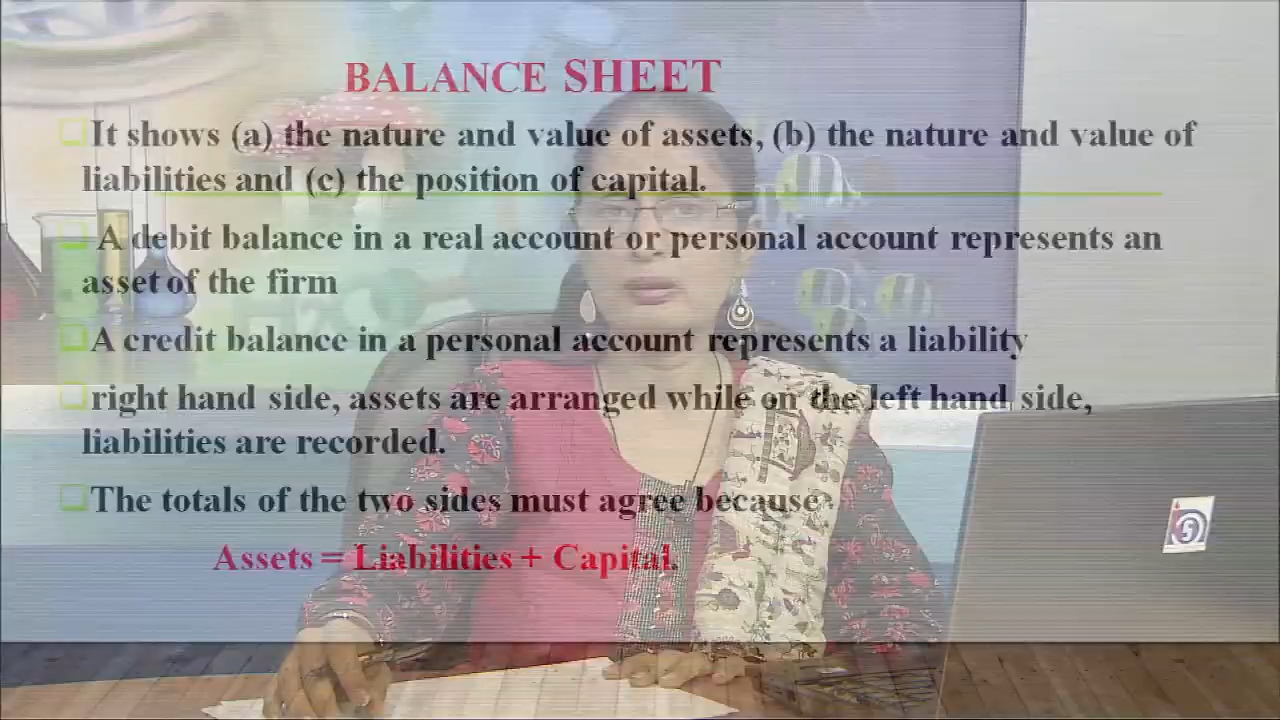 BALANCE SHEET
It shows (a) the nature and value of assets, (b) the nature and value of
liabilities and (c) the position of capital.
A debit balance in a real account or personal account represents an
asset of the firm
A credit balance in a personal account represents a liability
right hand side, assets are arranged while on the left hand side,
liabilities are recorded.
The totals of the two sides must agree because
Assets = Liabilities + Capital.